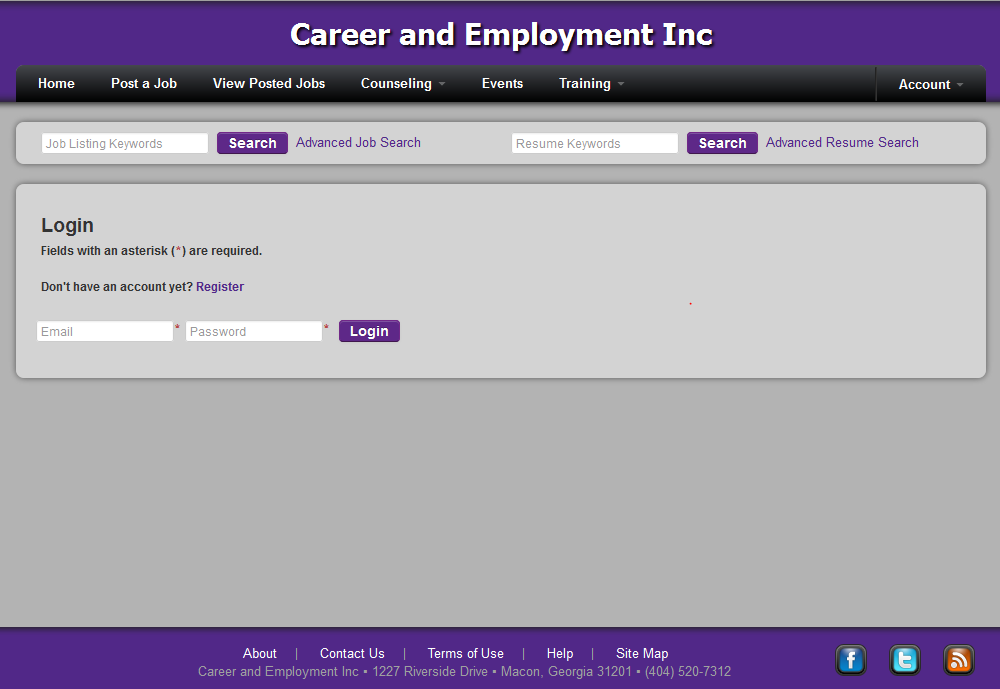 Career and Employment Inc
Home Post a Job View Posted Jobs Counseling Events Training Account
Job Listing Keywords Search Advanced Job Search Resume Keywords Search Advanced Resume Search
Login
Fields with an asterisk (*) are required.
Don't have an account yet? Register
Email * Password * Login
About | Contact Us | Terms of Use | Help | Site Map
Career and Employment Inc • 1227 Riverside Drive • Macon, Georgia 31201 • (404) 520-7312